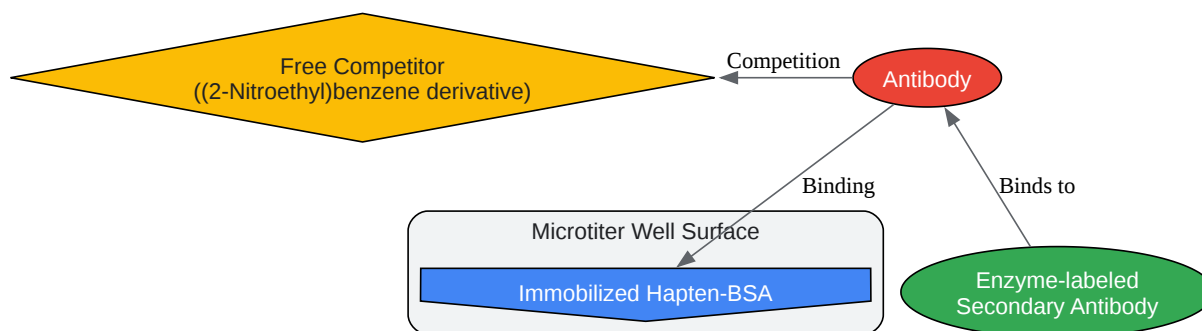 Free Competitor
((2-Nitroethyl)benzene derivative)
Competition
Antibody
Binding
Binds to
Microtiter Well Surface
Immobilized Hapten-BSA
Enzyme-labeled
Secondary Antibody